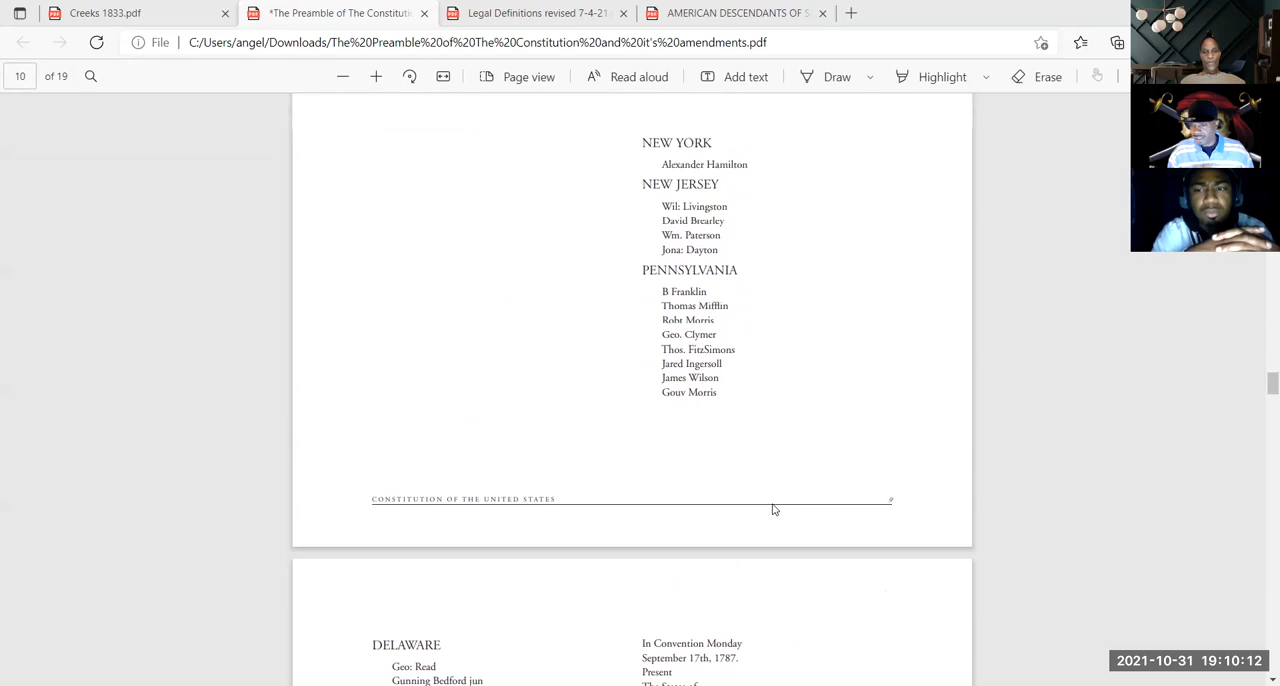 Creeks 1833.pdf
*The Preamble of The Constituti
Legal Definitions revised 7-4-21
AMERICAN DESCENDANTS OF S
File
C:/Users/angel/Downloads/The%20Preamble%20of%20The%20Constitution%20and%20it's%20amendments.pdf
10 of 19
Page view
Read aloud
Add text
Draw
Highlight
Erase
NEW YORK
Alexander Hamilton
NEW JERSEY
Wil: Livingston
David Brearley
Wm. Paterson
Jona: Dayton
PENNSYLVANIA
B Franklin
Thomas Mifflin
Robt Morris
Geo. Clymer
Thos. FitzSimons
Jared Ingersoll
James Wilson
Gouv Morris
CONSTITUTION OF THE UNITED STATES
DELAWARE
Geo: Read
Gunning Bedford jun
In Convention Monday
September 17th, 1787.
Present
The States of
2021-10-31 19:10:12